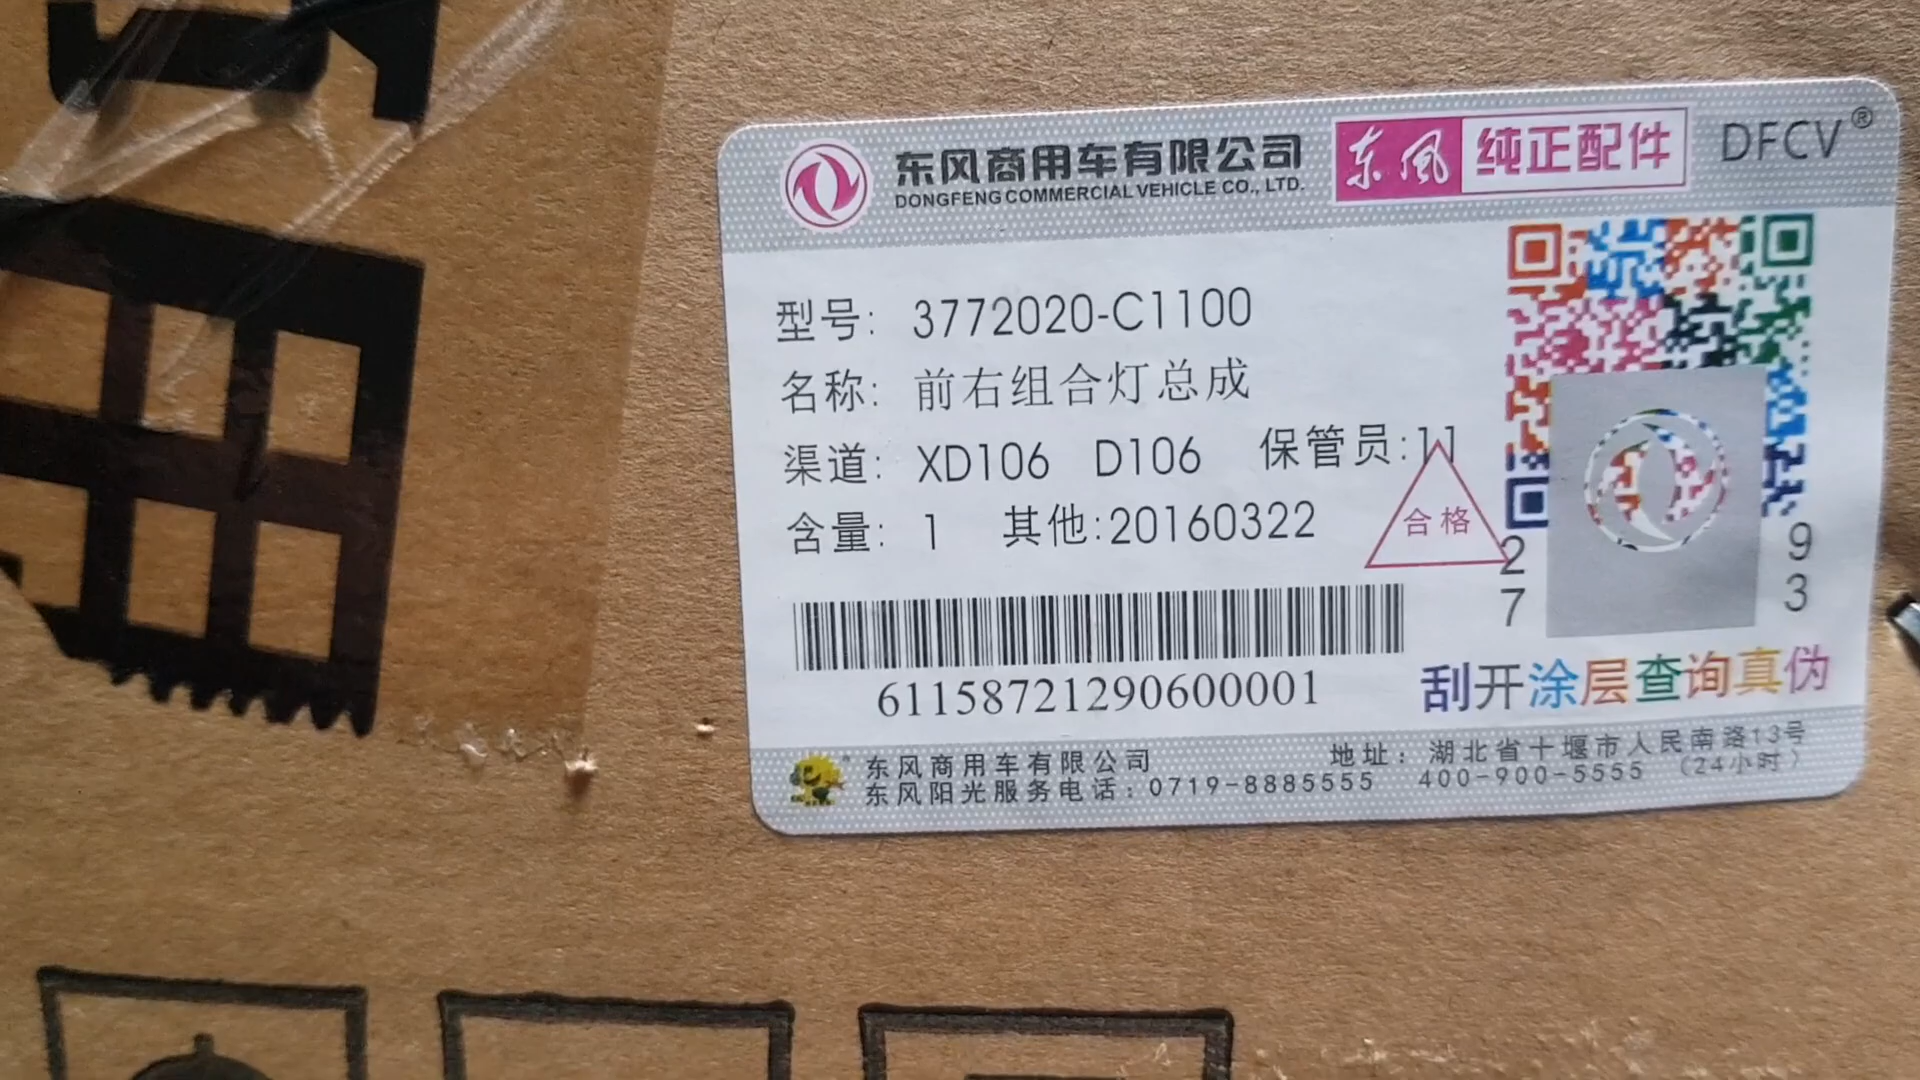 东风商用车有限公司
DONGFENG COMMERCIAL VEHICLE CO., LTD.
东风 纯正配件
DFCV®
型号: 3772020-C1100
名称: 前右组合灯总成
渠道: XD106 D106 保管员:11
含量: 1 其他:20160322
合格
2 9
7 3
61158721290600001
刮开涂层查询真伪
东风商用车有限公司 地址：湖北省十堰市人民南路13号
东风阳光服务电话：0719-8885555 400-900-5555 （24小时）